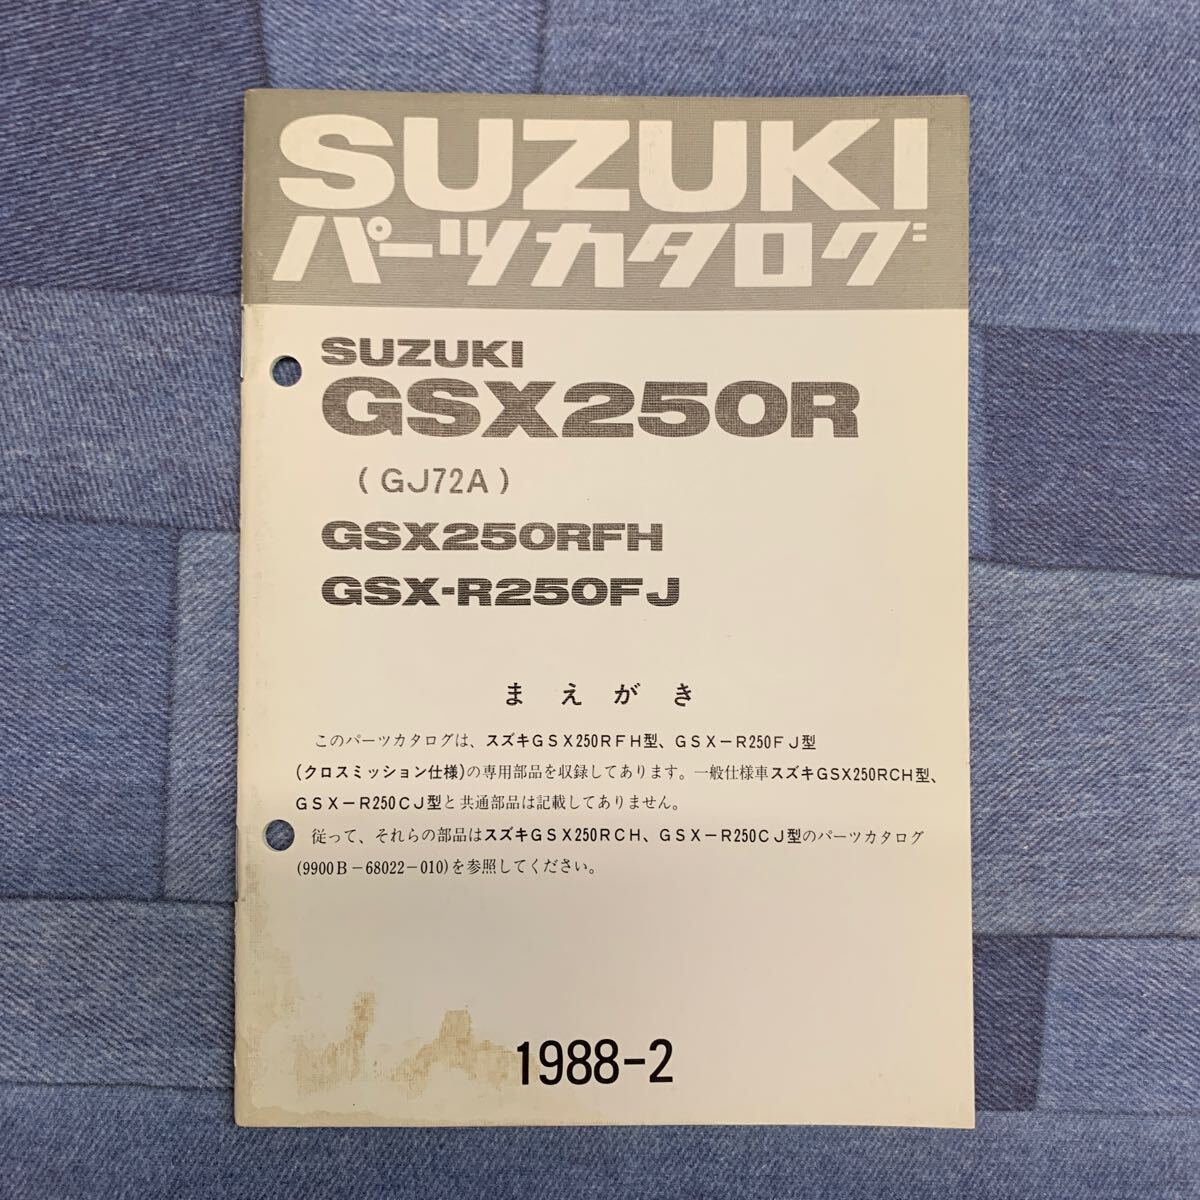 SUZUKI
パーツカタログ
SUZUKI
GSX250R
(GJ72A)
GSX250RFH
GSX-R250FJ
まえがき
このパーツカタログは、スズキGSX250RFH型、GSX-R250FJ型
(クロスミッション仕様)の専用部品を収録してあります。一般仕様車スズキGSX250RCH型、
GSX-R250CJ型と共通部品は記載してありません。
従って、それらの部品はスズキGSX250RCH、GSX-R250CJ型のパーツカタログ
(9900B-68022-010)を参照してください。
1988-2